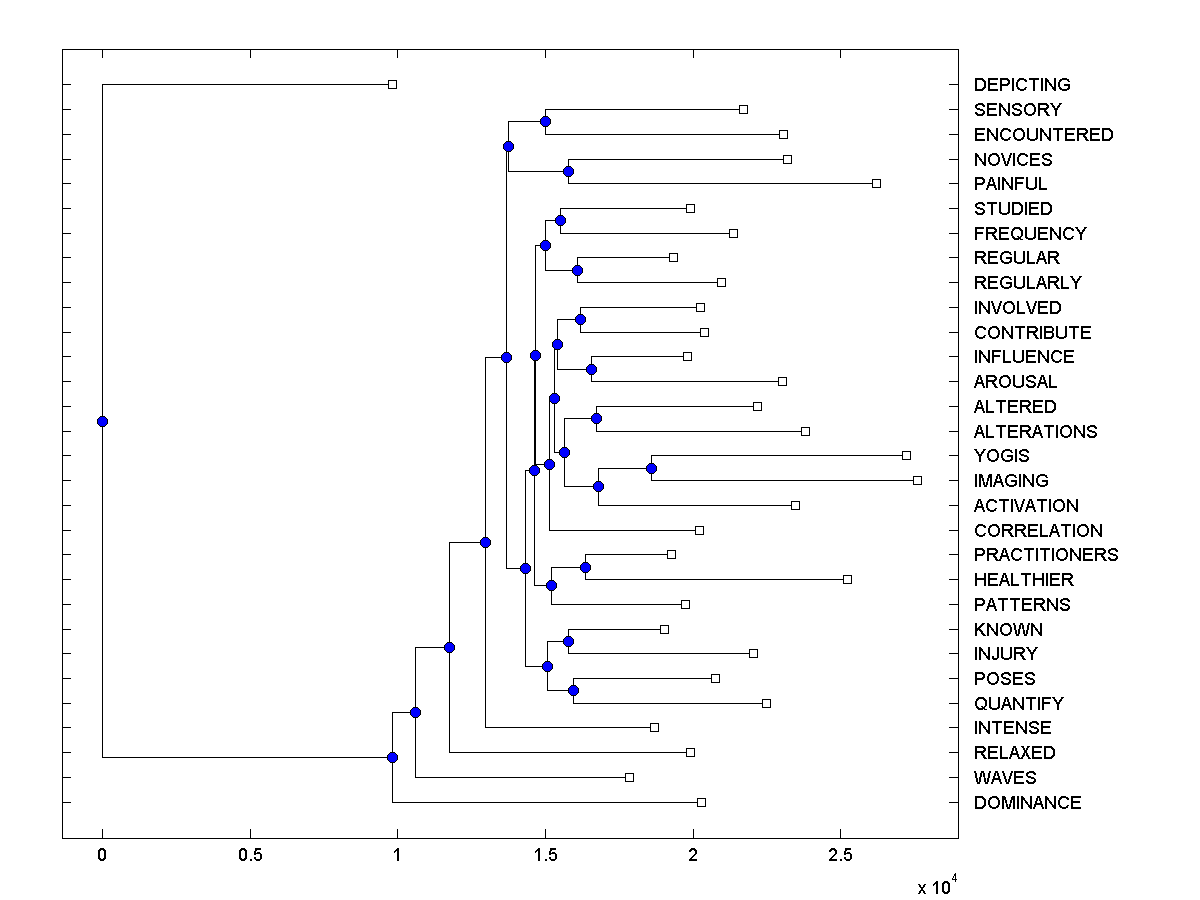 DEPICTING
SENSORY
ENCOUNTERED
NOVICES
PAINFUL
STUDIED
FREQUENCY
REGULAR
REGULARLY
INVOLVED
CONTRIBUTE
INFLUENCE
AROUSAL
ALTERED
ALTERATIONS
YOGIS
IMAGING
ACTIVATION
CORRELATION
PRACTITIONERS
HEALTHIER
PATTERNS
KNOWN
INJURY
POSES
QUANTIFY
INTENSE
RELAXED
WAVES
DOMINANCE
0 0.5 1 1.5 2 2.5
x 10^4